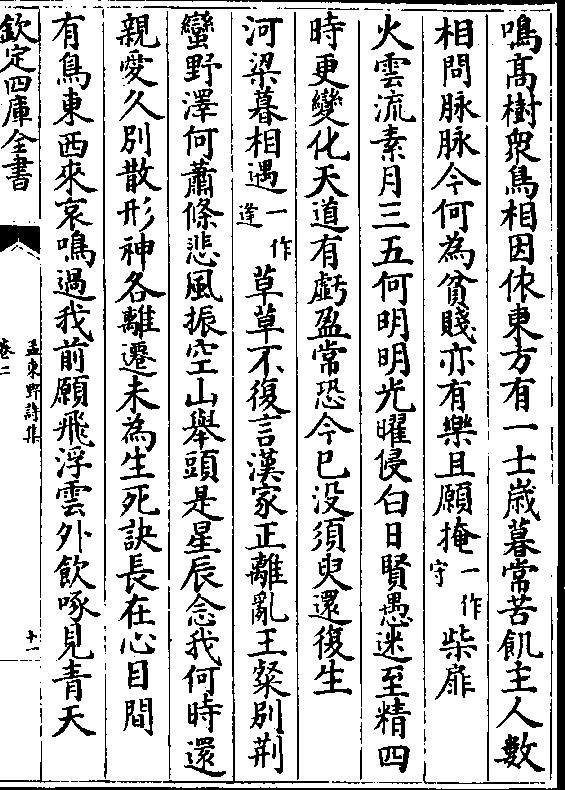 鳴髙樹衆鳥相因依東方有一士嵗暮常苦飢主人數
相問脉脉今何為貧賤亦有樂且願掩一作守柴扉
火雲流素月三五何明明光曜侵白日賢愚迷至精四
時更變化天道有虧盈常恐今已没須臾還復生
河梁暮相遇一作逢草草不復言漢家正離亂王粲别荆
蠻野澤何蕭條悲風振空山舉頭是星辰念我何時還
親愛久别散形神各離遷未為生死訣長在心目間
有鳥東西來哀鳴過我前願飛浮雲外飲啄見青天
欽定四庫全書
孟東野詩集
卷二
十一